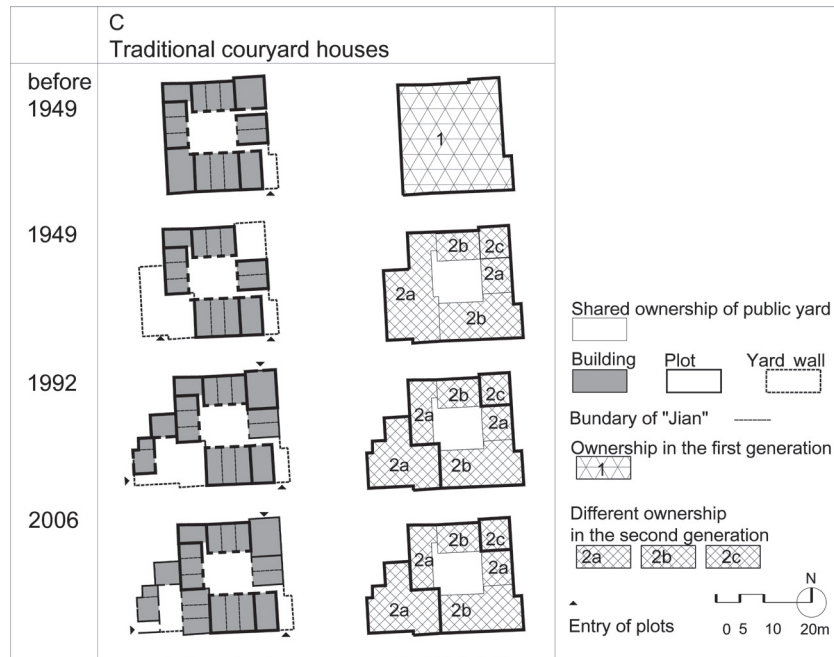 C
Traditional couryard houses
before
1949
1
1949
2b
2c
2a
2a
2b
1992
2b
2c
2a
2a
2a
2b
2006
2b
2c
2a
2a
2a
2b
Shared ownership of public yard
Building Plot Yard wall
Bundary of "Jian"
Ownership in the first generation
1
Different ownership
in the second generation
2a 2b 2c
N
Entry of plots
0 5 10 20m